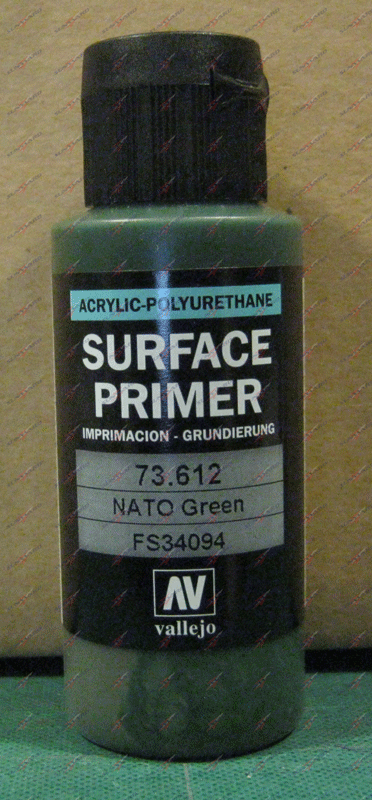 ACRYLIC-POLYURETHANE
SURFACE
PRIMER
IMPRIMACION - GRUNDIERUNG
73.612
NATO Green
FS34094
AV
vallejo